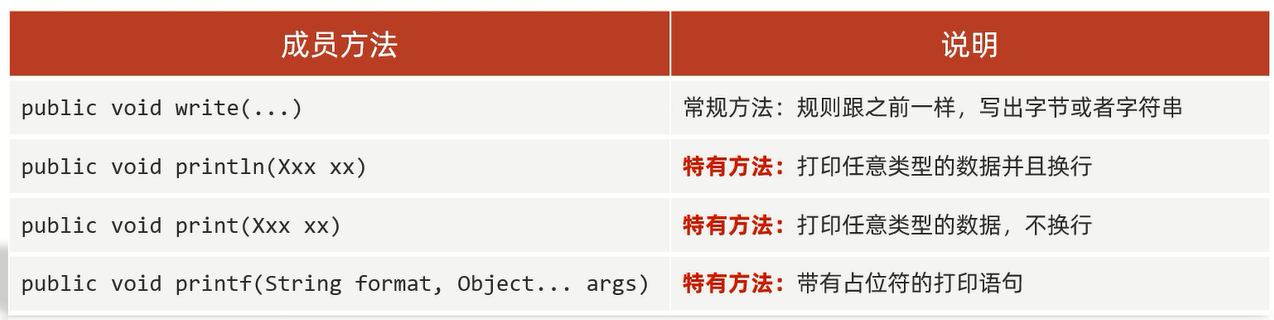 成员方法 说明
public void write(...) 常规方法：规则跟之前一样，写出字节或者字符串
public void println(Xxx xx) 特有方法：打印任意类型的数据并且换行
public void print(Xxx xx) 特有方法：打印任意类型的数据，不换行
public void printf(String format, Object... args) 特有方法：带有占位符的打印语句